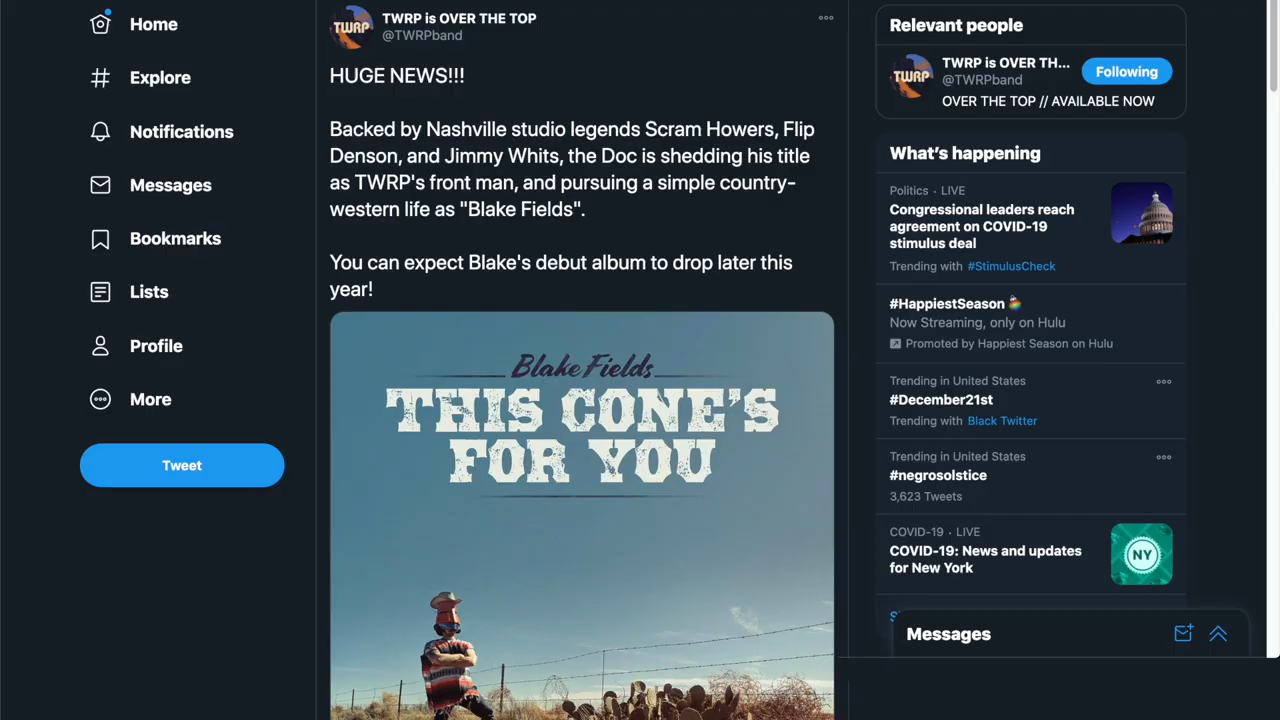 Home
Explore
Notifications
Messages
Bookmarks
Lists
Profile
More
Tweet
TWRP
TWRP is OVER THE TOP
@TWRPband
HUGE NEWS!!!
Backed by Nashville studio legends Scram Howers, Flip
Denson, and Jimmy Whits, the Doc is shedding his title
as TWRP's front man, and pursuing a simple country-
western life as "Blake Fields".
You can expect Blake's debut album to drop later this
year!
Blake Fields
THIS CONE'S
FOR YOU
Relevant people
TWRP
TWRP is OVER TH...
@TWRPband
Following
OVER THE TOP // AVAILABLE NOW
What's happening
Politics · LIVE
Congressional leaders reach
agreement on COVID-19
stimulus deal
Trending with #StimulusCheck
#HappiestSeason
Now Streaming, only on Hulu
Promoted by Happiest Season on Hulu
Trending in United States
#December21st
Trending with Black Twitter
Trending in United States
#negrosolstice
3,623 Tweets
COVID-19 · LIVE
COVID-19: News and updates
for New York
NY
Messages